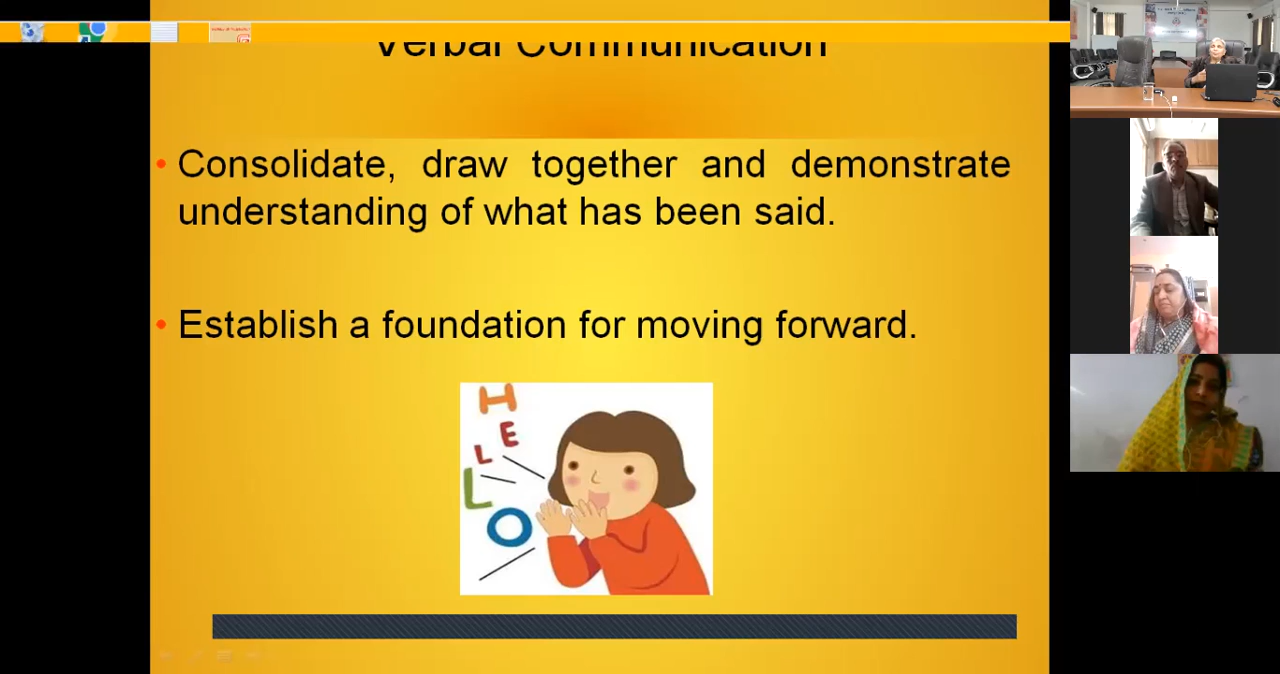 Verbal Communication
• Consolidate, draw together and demonstrate
understanding of what has been said.
• Establish a foundation for moving forward.
H
E
L
L
O